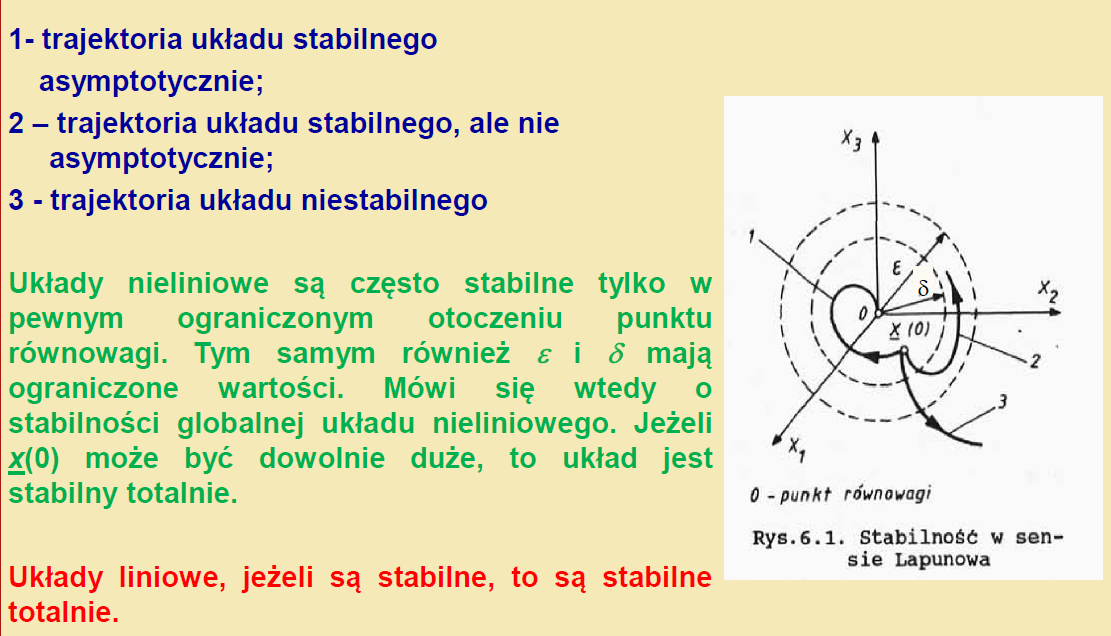 1- trajektoria układu stabilnego
asymptotycznie;
2 – trajektoria układu stabilnego, ale nie
asymptotycznie;
3 - trajektoria układu niestabilnego
Układy nieliniowe są często stabilne tylko w
pewnym ograniczonym otoczeniu punktu
równowagi. Tym samym również ε i δ mają
ograniczone wartości. Mówi się wtedy o
stabilności globalnej układu nieliniowego. Jeżeli
x(0) może być dowolnie duże, to układ jest
stabilny totalnie.
Układy liniowe, jeżeli są stabilne, to są stabilne
totalnie.
X3
1
ε
δ
X2
0
X (0)
2
3
X1
0 - punkt równowagi
Rys.6.1. Stabilność w sen-
sie Lapunowa